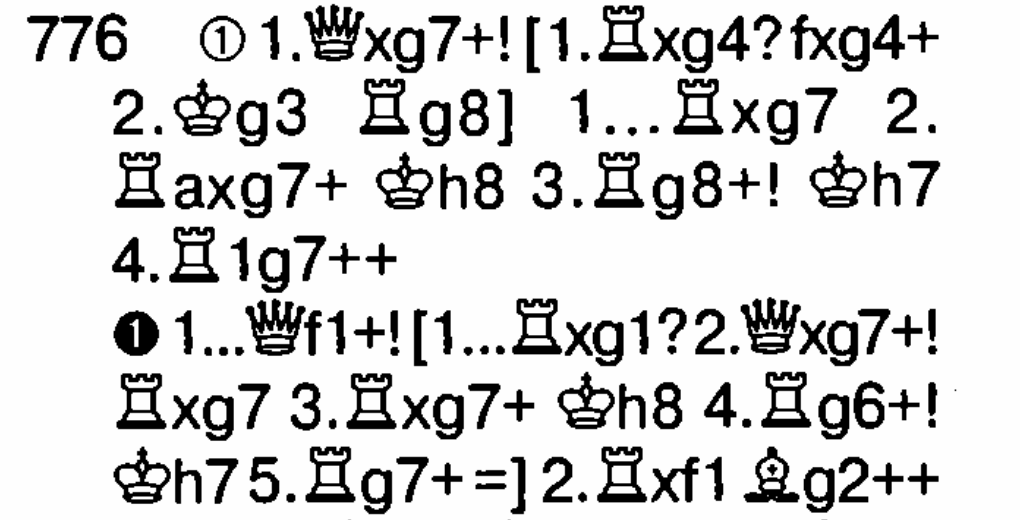 776 ① 1.♕xg7+! [1.♖xg4? fxg4+
2.♔g3 ♖g8] 1...♖xg7 2.
♖axg7+ ♔h8 3.♖g8+! ♔h7
4.♖1g7++
❶ 1...♕f1+! [1...♖xg1? 2.♕xg7+!
♖xg7 3.♖xg7+ ♔h8 4.♖g6+!
♔h7 5.♖g7+ =] 2.♖xf1 ♗g2++